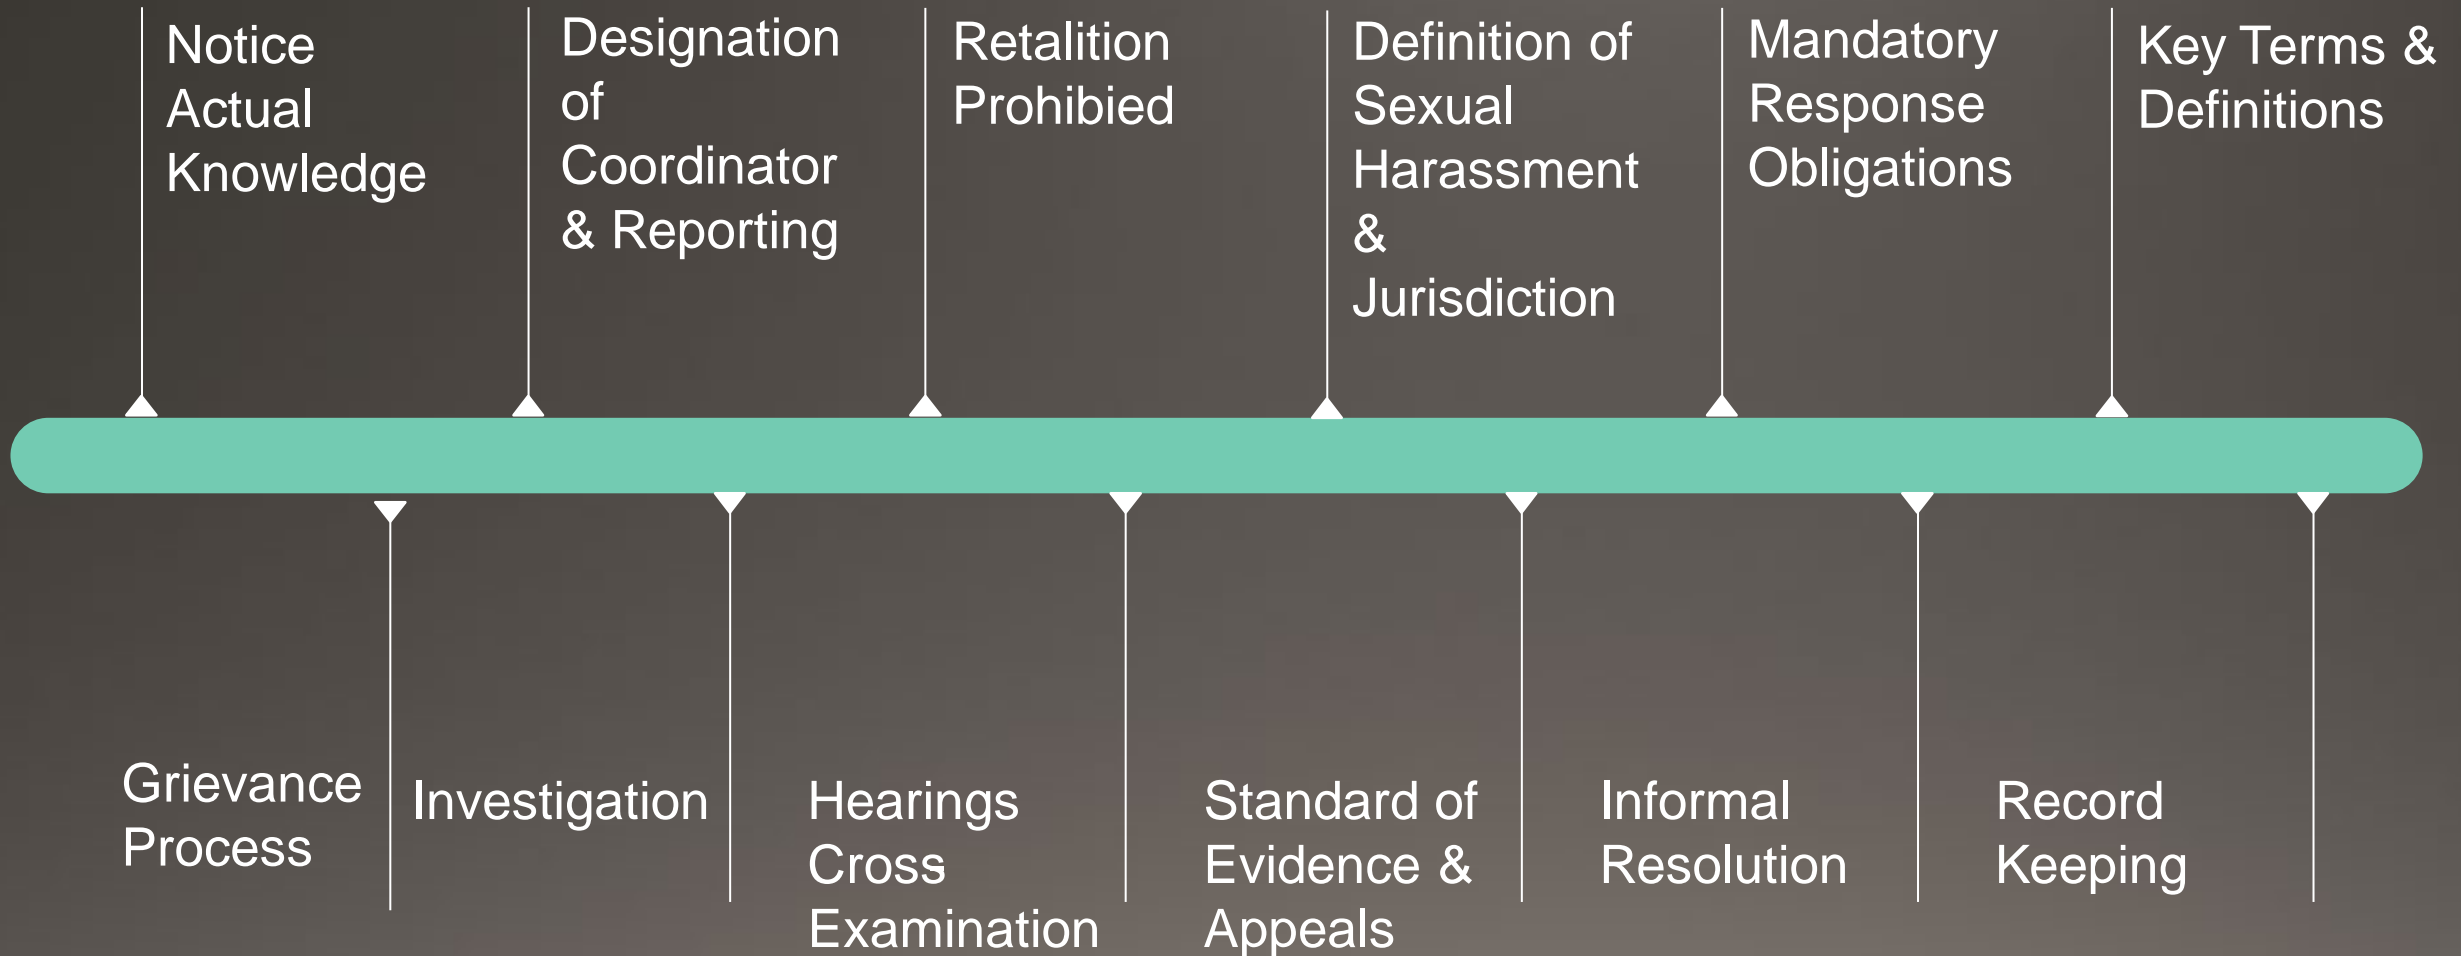 Notice
Actual
Knowledge
Designation
of
Coordinator
& Reporting
Retalition
Prohibied
Definition of
Sexual
Harassment
&
Jurisdiction
Mandatory
Response
Obligations
Key Terms &
Definitions
Grievance
Process
Investigation
Hearings
Cross
Examination
Standard of
Evidence &
Appeals
Informal
Resolution
Record
Keeping